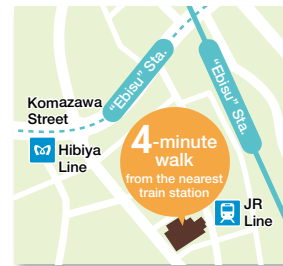 "Ebisu" Sta.
"Ebisu" Sta.
Komazawa
Street
Hibiya
Line
4-minute
walk
from the nearest
train station
JR
Line